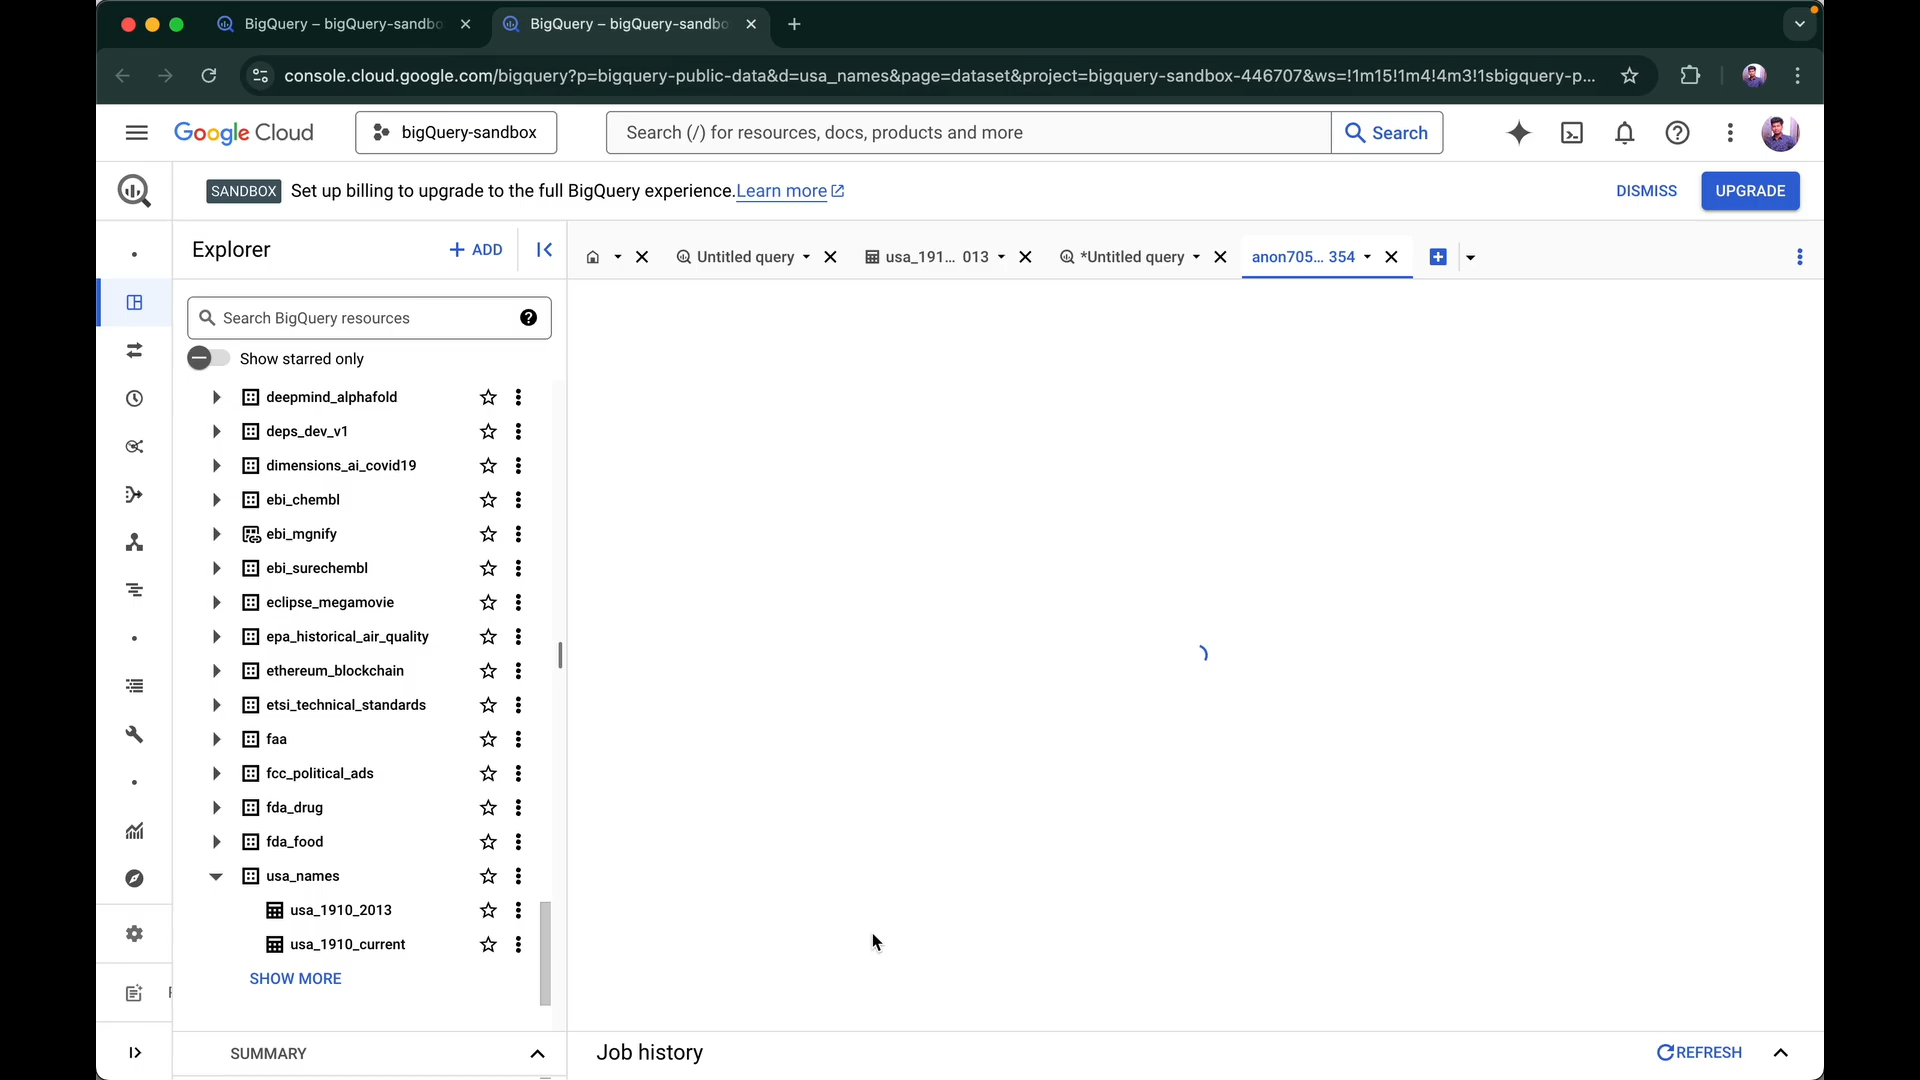 BigQuery – bigQuery-sandbo
BigQuery – bigQuery-sandbo
console.cloud.google.com/bigquery?p=bigquery-public-data&d=usa_names&page=dataset&project=bigquery-sandbox-446707&ws=!1m15!1m4!4m3!1sbigquery-p...
Google Cloud
bigQuery-sandbox
Search (/) for resources, docs, products and more
Search
SANDBOX Set up billing to upgrade to the full BigQuery experience. Learn more
DISMISS
UPGRADE
Explorer
+ ADD
Untitled query
usa_191... 013
*Untitled query
anon705... 354
Search BigQuery resources
Show starred only
deepmind_alphafold
deps_dev_v1
dimensions_ai_covid19
ebi_chembl
ebi_mgnify
ebi_surechembl
eclipse_megamovie
epa_historical_air_quality
ethereum_blockchain
etsi_technical_standards
faa
fcc_political_ads
fda_drug
fda_food
usa_names
usa_1910_2013
usa_1910_current
SHOW MORE
SUMMARY
Job history
REFRESH